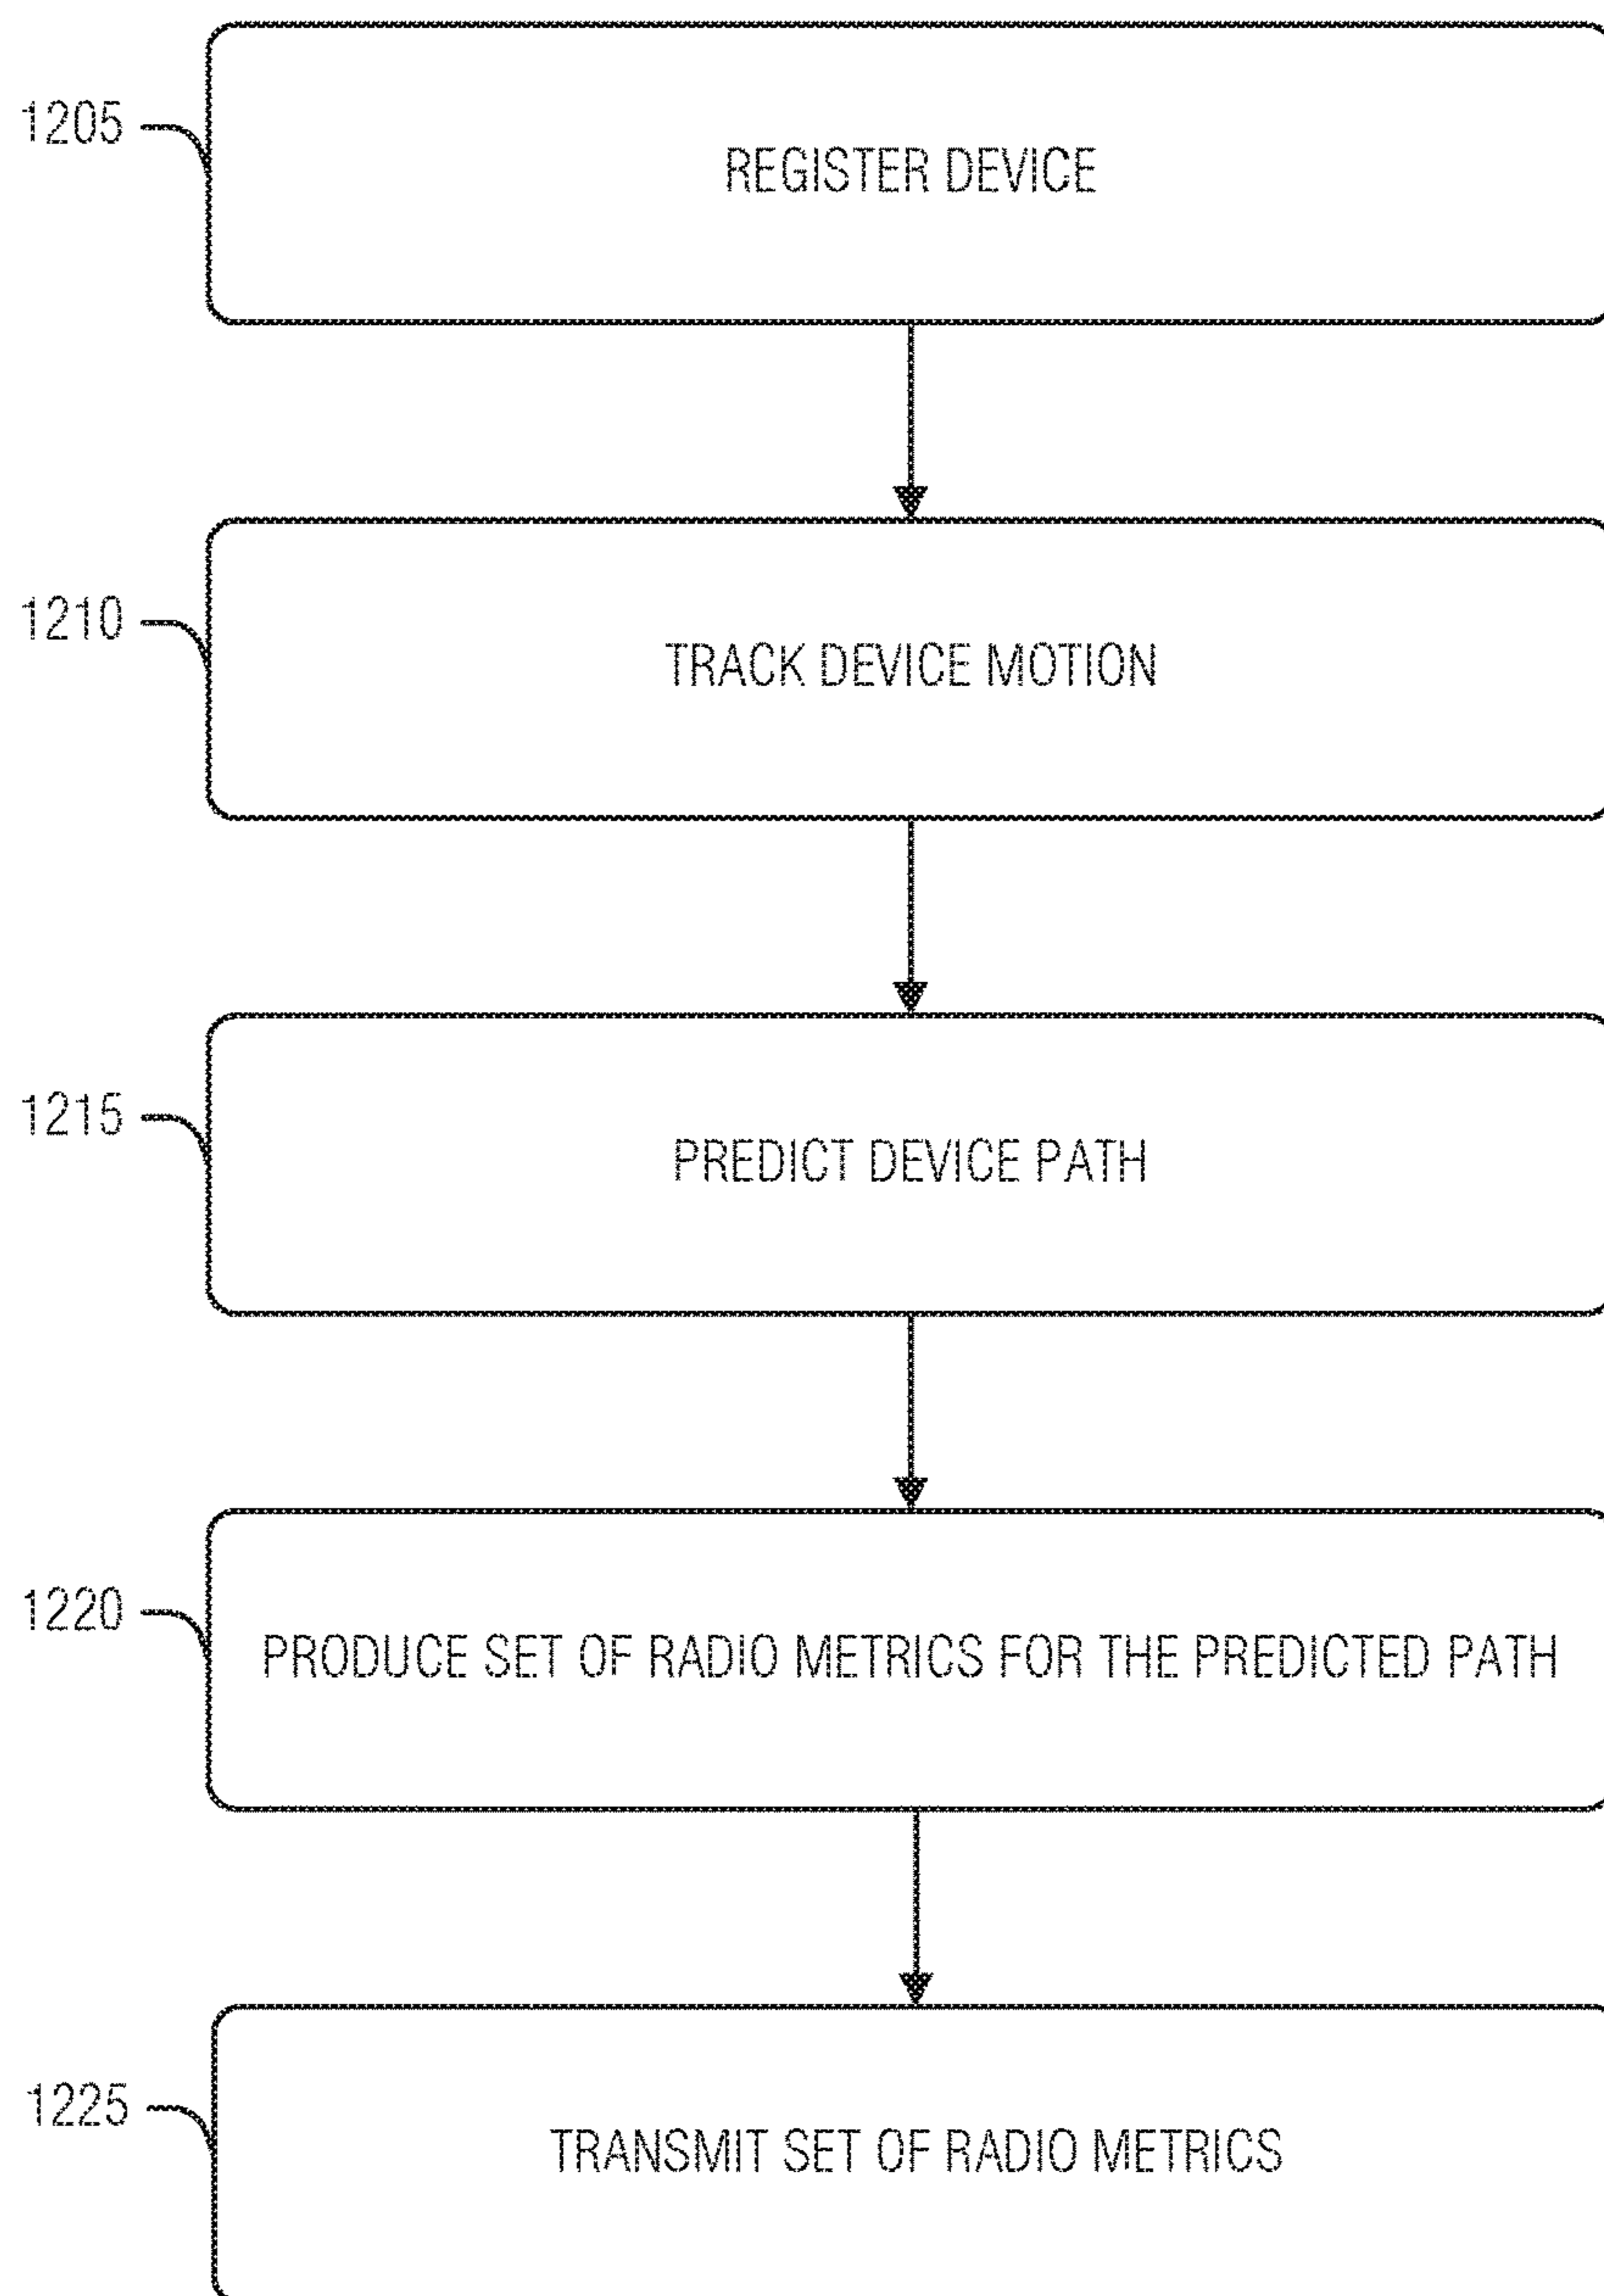 1205
REGISTER DEVICE
1210
TRACK DEVICE MOTION
1215
PREDICT DEVICE PATH
1220
PRODUCE SET OF RADIO METRICS FOR THE PREDICTED PATH
1225
TRANSMIT SET OF RADIO METRICS